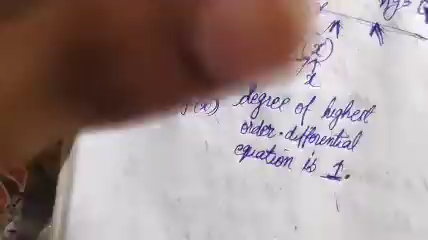 (x)
x
(x) degree of highest
order differential
equation is 1.